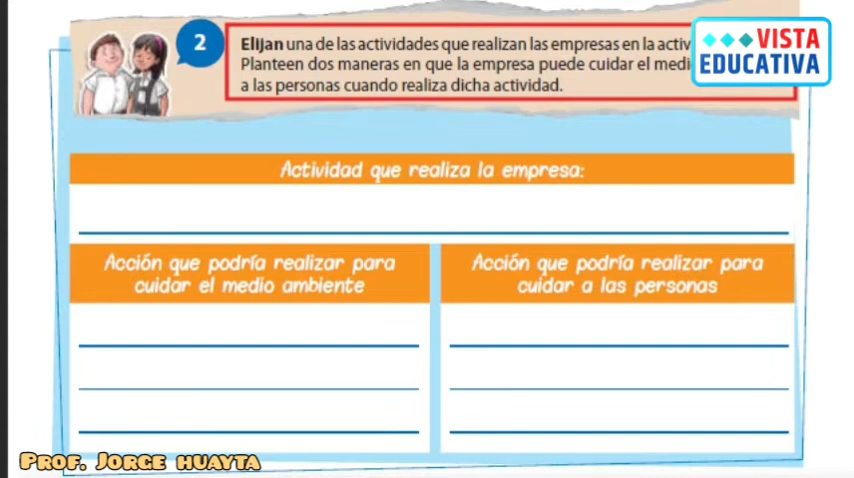 2
Elijan una de las actividades que realizan las empresas en la
Planteen dos maneras en que la empresa puede cuidar el
a las personas cuando realiza dicha actividad.
VISTA
EDUCATIVA
Actividad que realiza la empresa:
Acción que podría realizar para
cuidar el medio ambiente
Acción que podría realizar para
cuidar a las personas
PROF. JORGE HUAYTA